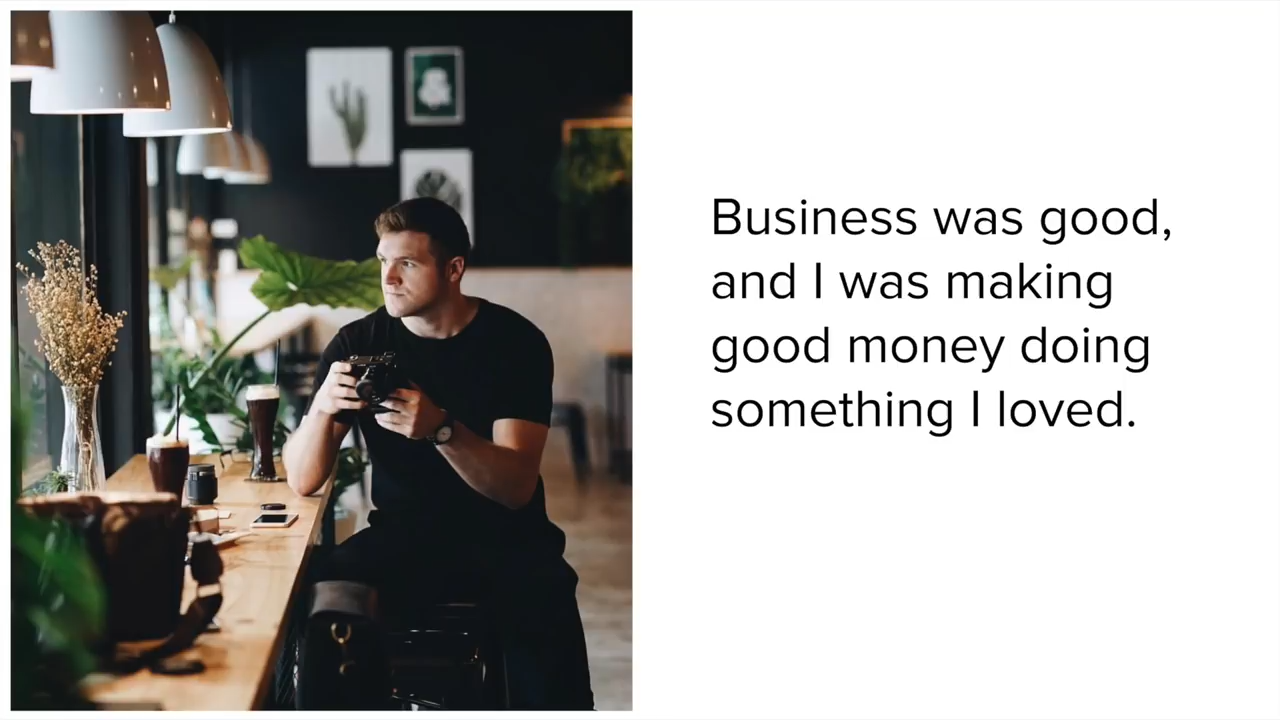 Business was good,
and I was making
good money doing
something I loved.